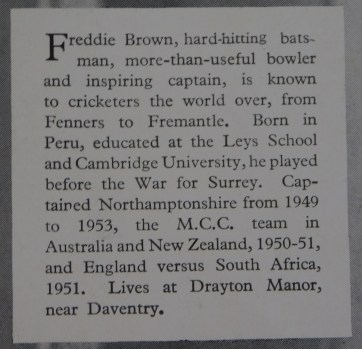 Freddie Brown, hard-hitting bats-
man, more-than-useful bowler
and inspiring captain, is known
to cricketers the world over, from
Fenners to Fremantle. Born in
Peru, educated at the Leys School
and Cambridge University, he played
before the War for Surrey. Cap-
tained Northamptonshire from 1949
to 1953, the M.C.C. team in
Australia and New Zealand, 1950-51,
and England versus South Africa,
1951. Lives at Drayton Manor,
near Daventry.